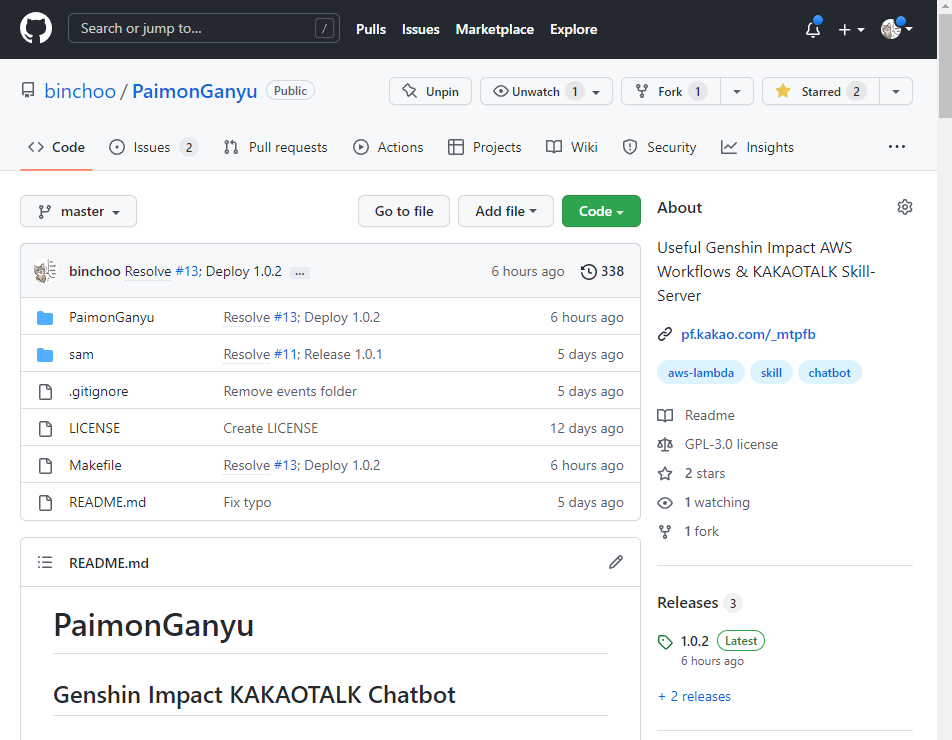 Search or jump to... / Pulls Issues Marketplace Explore
binchoo / PaimonGanyu Public Unpin Unwatch 1 Fork 1 Starred 2
Code Issues 2 Pull requests Actions Projects Wiki Security Insights ...
master Go to file Add file Code
binchoo Resolve #13; Deploy 1.0.2 ... 6 hours ago 338
PaimonGanyu Resolve #13; Deploy 1.0.2 6 hours ago
sam Resolve #11; Release 1.0.1 5 days ago
.gitignore Remove events folder 5 days ago
LICENSE Create LICENSE 12 days ago
Makefile Resolve #13; Deploy 1.0.2 6 hours ago
README.md Fix typo 5 days ago
README.md
PaimonGanyu
Genshin Impact KAKAOTALK Chatbot
About
Useful Genshin Impact AWS
Workflows & KAKAOTALK Skill-
Server
pf.kakao.com/_mtpfb
aws-lambda skill chatbot
Readme
GPL-3.0 license
2 stars
1 watching
1 fork
Releases 3
1.0.2 Latest
6 hours ago
+ 2 releases